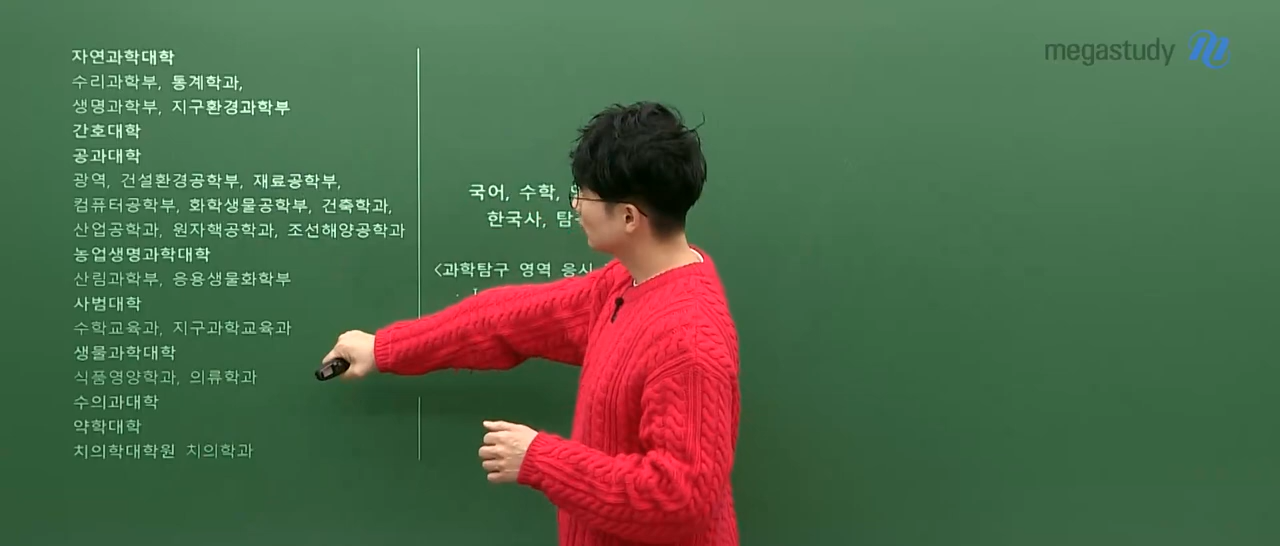 megastudy
자연과학대학
수리과학부, 통계학과,
생명과학부, 지구환경과학부
간호대학
공과대학
광역, 건설환경공학부, 재료공학부,
컴퓨터공학부, 화학생물공학부, 건축학과,
산업공학과, 원자핵공학과, 조선해양공학과
농업생명과학대학
산림과학부, 응용생물화학부
사범대학
수학교육과, 지구과학교육과
생물과학대학
식품영양학과, 의류학과
수의과대학
약학대학
치의학대학원 치의학과
국어, 수학,
한국사,
<과학탐구 영역 응시